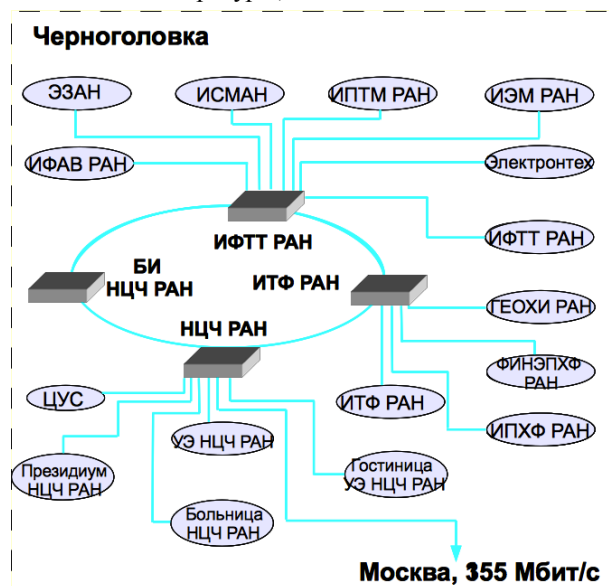 Черноголовка
ЭЗАН
ИСМАН
ИПТМ РАН
ИЭМ РАН
ИФАВ РАН
Электронтех
ИФТТ РАН
ИФТТ РАН
БИ
НЦЧ РАН
ИТФ РАН
ГЕОХИ РАН
НЦЧ РАН
ФИНЭПХФ
РАН
ЦУС
ИТФ РАН
ИПХФ РАН
УЭ НЦЧ РАН
Президиум
НЦЧ РАН
Гостиница
УЭ НЦЧ РАН
Больница
НЦЧ РАН
Москва, 355 Мбит/с